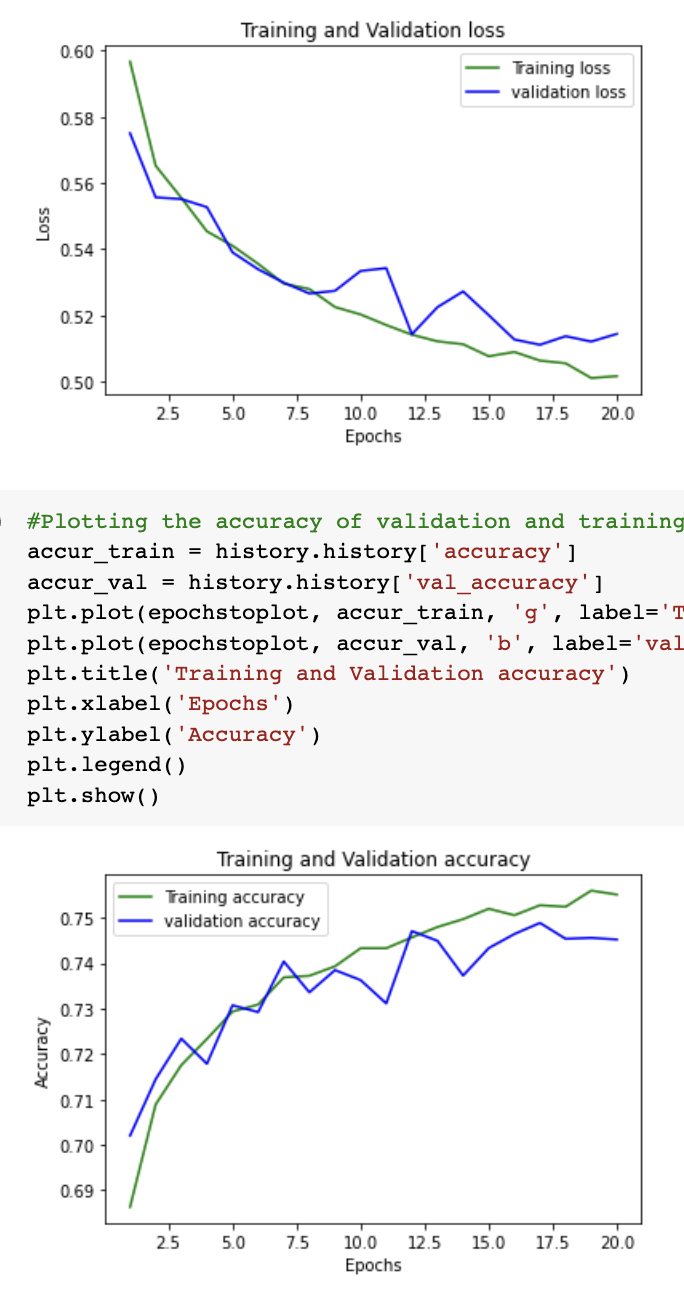 Training and Validation loss
0.60
0.58
0.56
0.54
0.52
0.50
Loss
Training loss
validation loss
2.5 5.0 7.5 10.0 12.5 15.0 17.5 20.0
Epochs
#Plotting the accuracy of validation and training
accur_train = history.history['accuracy']
accur_val = history.history['val_accuracy']
plt.plot(epochstoplot, accur_train, 'g', label='T
plt.plot(epochstoplot, accur_val, 'b', label='val
plt.title('Training and Validation accuracy')
plt.xlabel('Epochs')
plt.ylabel('Accuracy')
plt.legend()
plt.show()
Training and Validation accuracy
Training accuracy
validation accuracy
0.75
0.74
0.73
0.72
0.71
0.70
0.69
Accuracy
2.5 5.0 7.5 10.0 12.5 15.0 17.5 20.0
Epochs